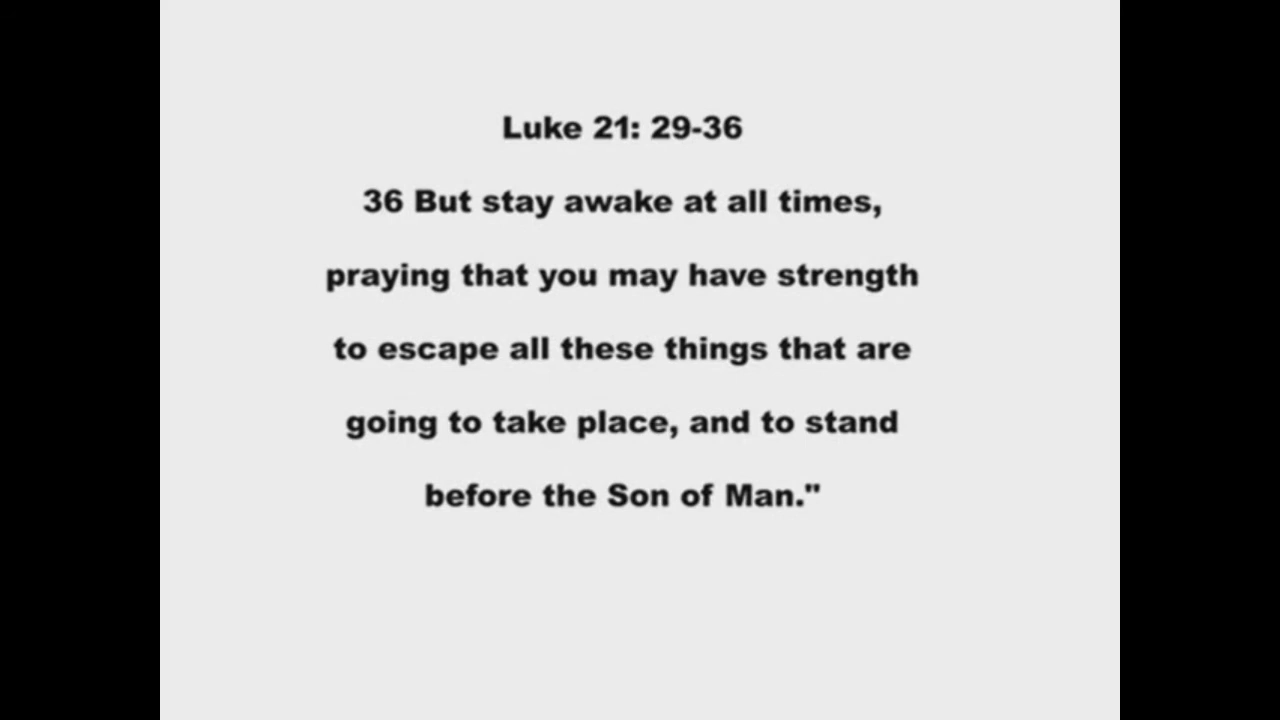 Luke 21: 29-36
36 But stay awake at all times,
praying that you may have strength
to escape all these things that are
going to take place, and to stand
before the Son of Man."